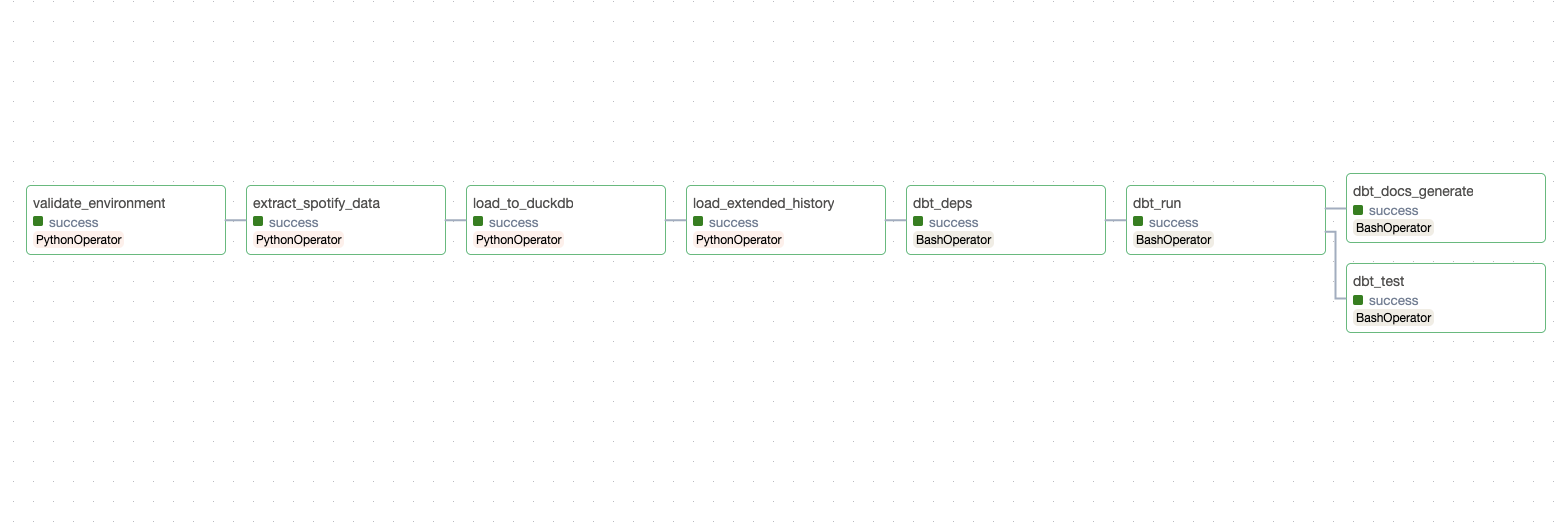 validate_environment
success
PythonOperator
extract_spotify_data
success
PythonOperator
load_to_duckdb
success
PythonOperator
load_extended_history
success
PythonOperator
dbt_deps
success
BashOperator
dbt_run
success
BashOperator
dbt_docs_generate
success
BashOperator
dbt_test
success
BashOperator